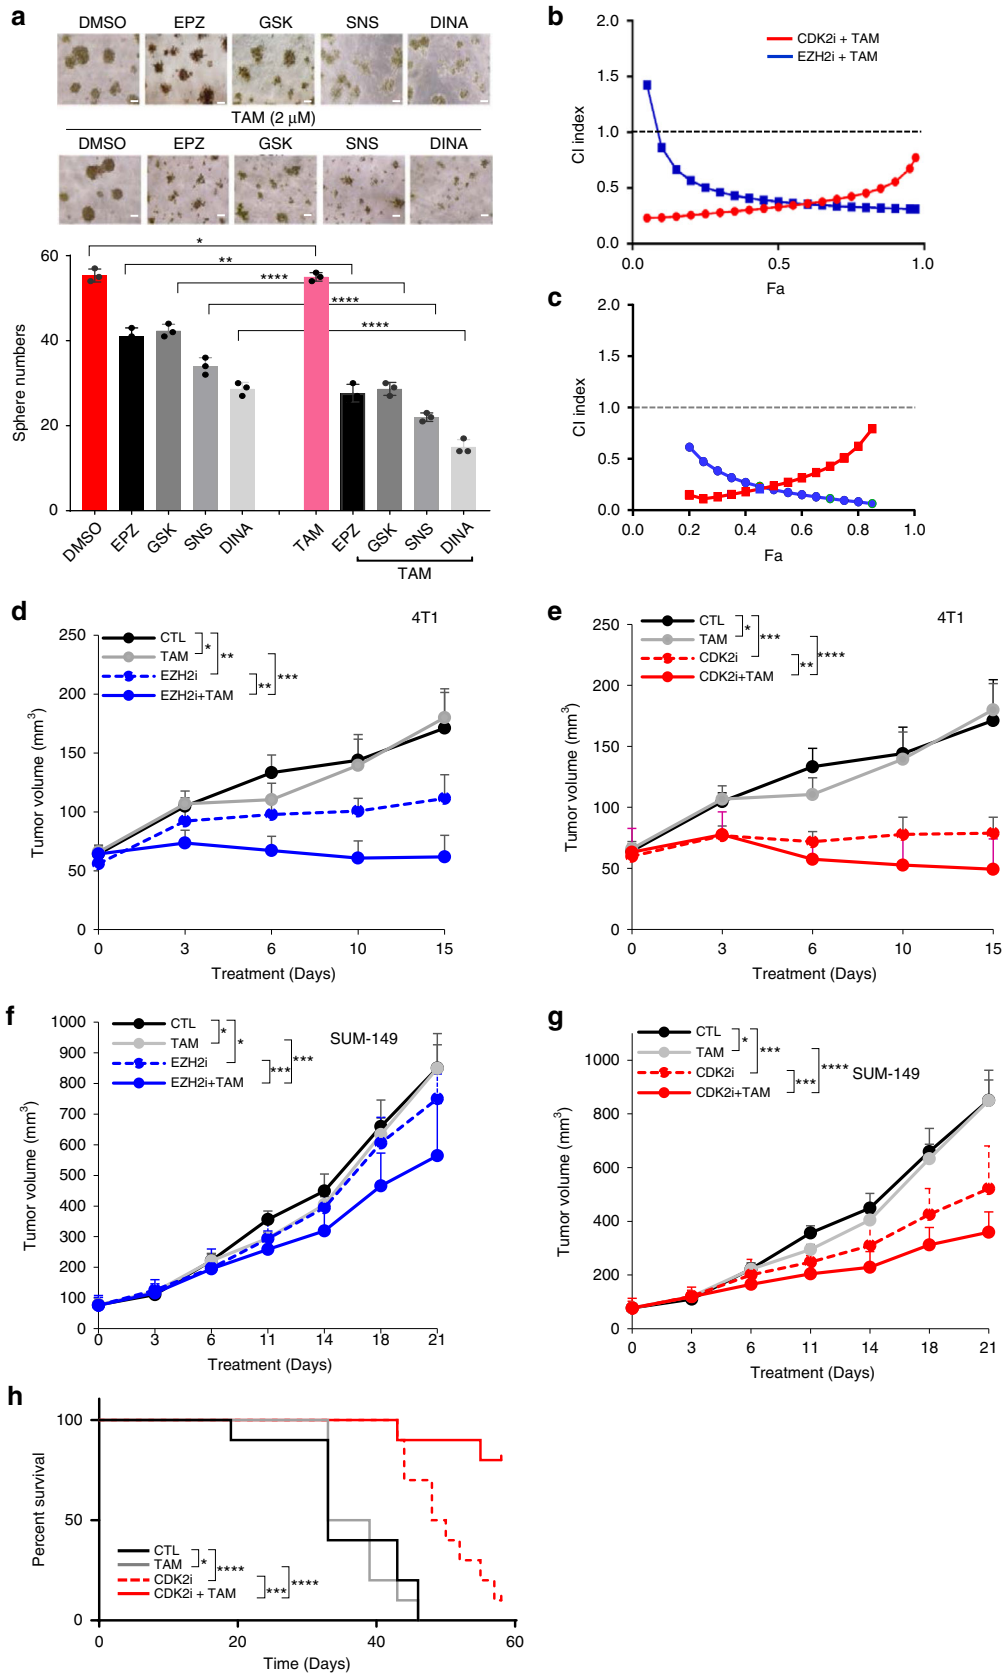 a
DMSO EPZ GSK SNS DINA
TAM (2 μM)
DMSO EPZ GSK SNS DINA
Sphere numbers
60
40
20
0
*
**
****
****
****
DMSO EPZ GSK SNS DINA TAM EPZ GSK SNS DINA
TAM
b
CI index
2.0
1.5
1.0
0.5
0.0
CDK2i + TAM
EZH2i + TAM
0.0 0.5 1.0
Fa
c
CI index
2.0
1.5
1.0
0.5
0.0
0.0 0.2 0.4 0.6 0.8 1.0
Fa
d
4T1
Tumor volume (mm³)
250
200
150
100
50
0
CTL
TAM
EZH2i
EZH2i+TAM
* ** ** ***
0 3 6 10 15
Treatment (Days)
e
4T1
Tumor volume (mm³)
250
200
150
100
50
0
CTL
TAM
CDK2i
CDK2i+TAM
* *** ** ****
0 3 6 10 15
Treatment (Days)
f
SUM-149
Tumor volume (mm³)
1000
900
800
700
600
500
400
300
200
100
0
CTL
TAM
EZH2i
EZH2i+TAM
* * *** ***
0 3 6 11 14 18 21
Treatment (Days)
g
SUM-149
Tumor volume (mm³)
1000
800
600
400
200
0
CTL
TAM
CDK2i
CDK2i+TAM
* *** *** ****
0 3 6 11 14 18 21
Treatment (Days)
h
Percent survival
100
50
0
CTL
TAM
CDK2i
CDK2i + TAM
* **** *** ****
0 20 40 60
Time (Days)